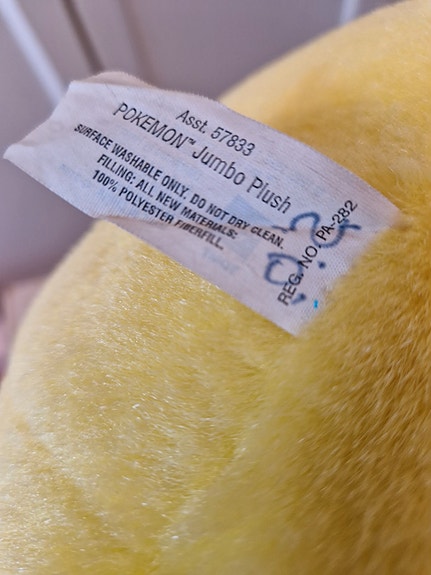 Asst. 57833
POKEMON™ Jumbo Plush
SURFACE WASHABLE ONLY. DO NOT DRY CLEAN.
FILLING: ALL NEW MATERIALS:
100% POLYESTER FIBERFILL.
REG. NO. PA-282